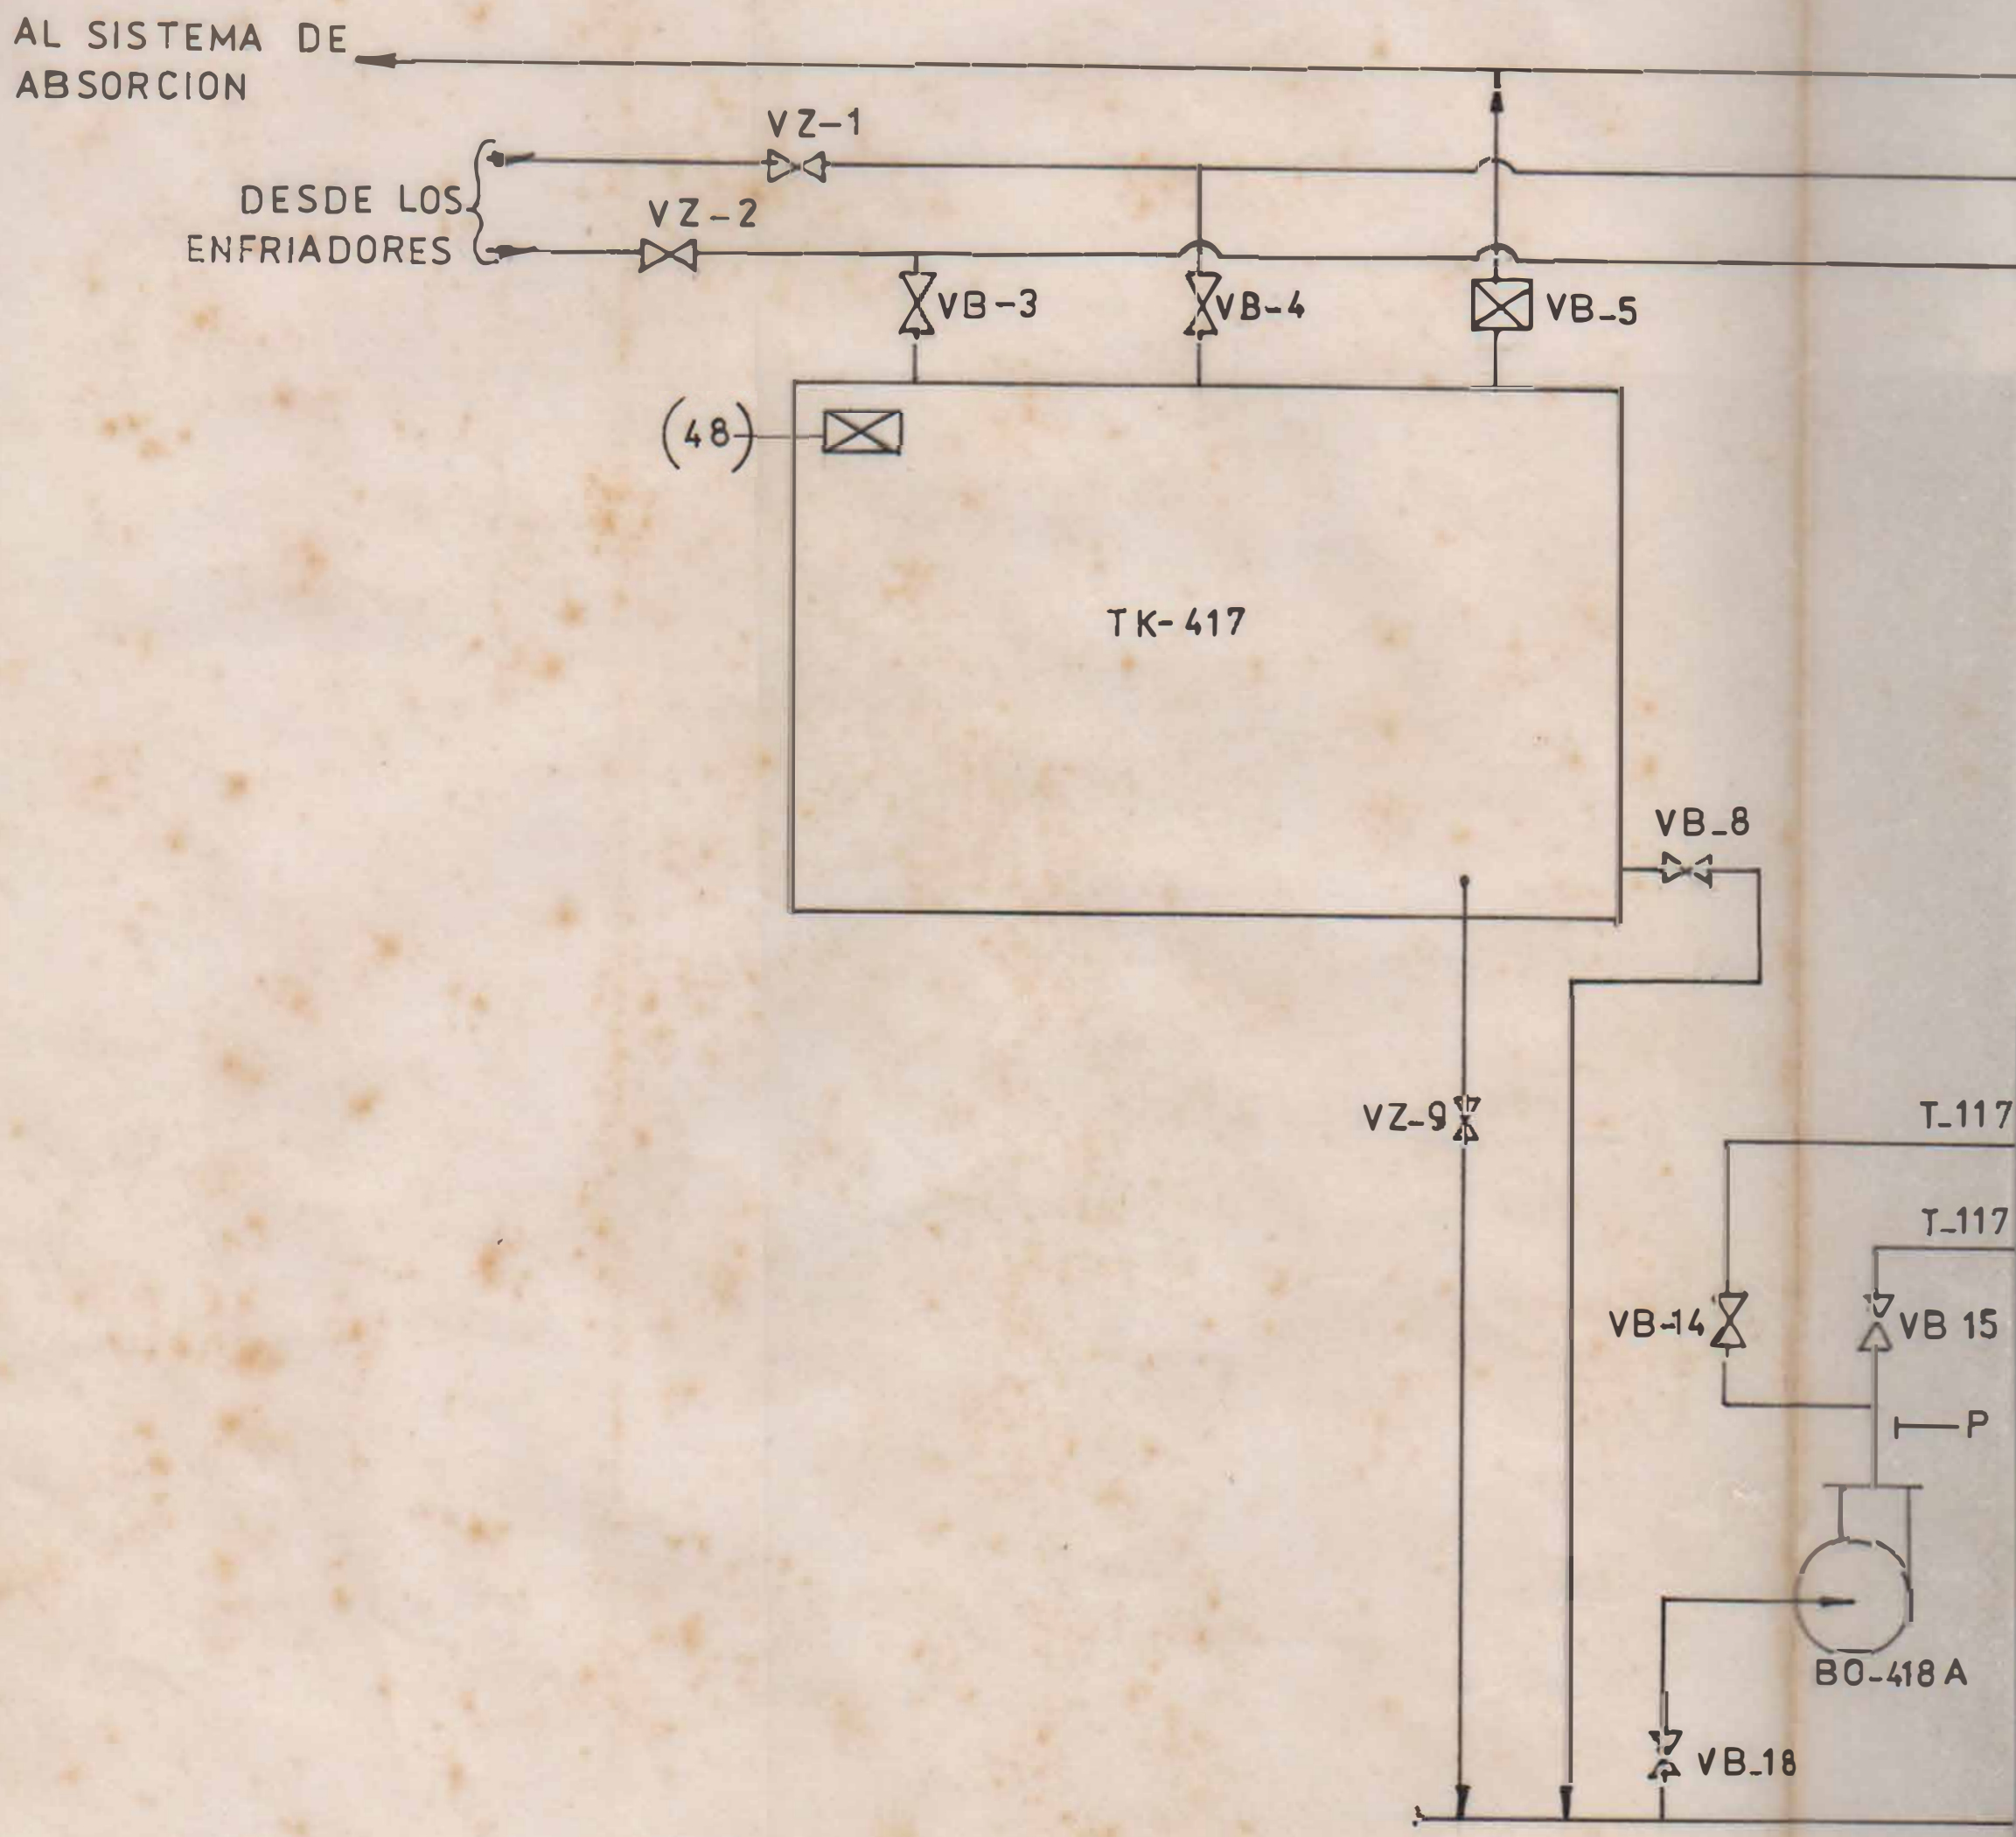 AL SISTEMA DE
ABSORCION
VZ-1
DESDE LOS
ENFRIADORES
VZ-2
VB-3
VB-4
VB-5
(48)
TK-417
VB-8
VZ-9
T-117
T-117
VB-14
VB 15
P
BO-418 A
VB-18